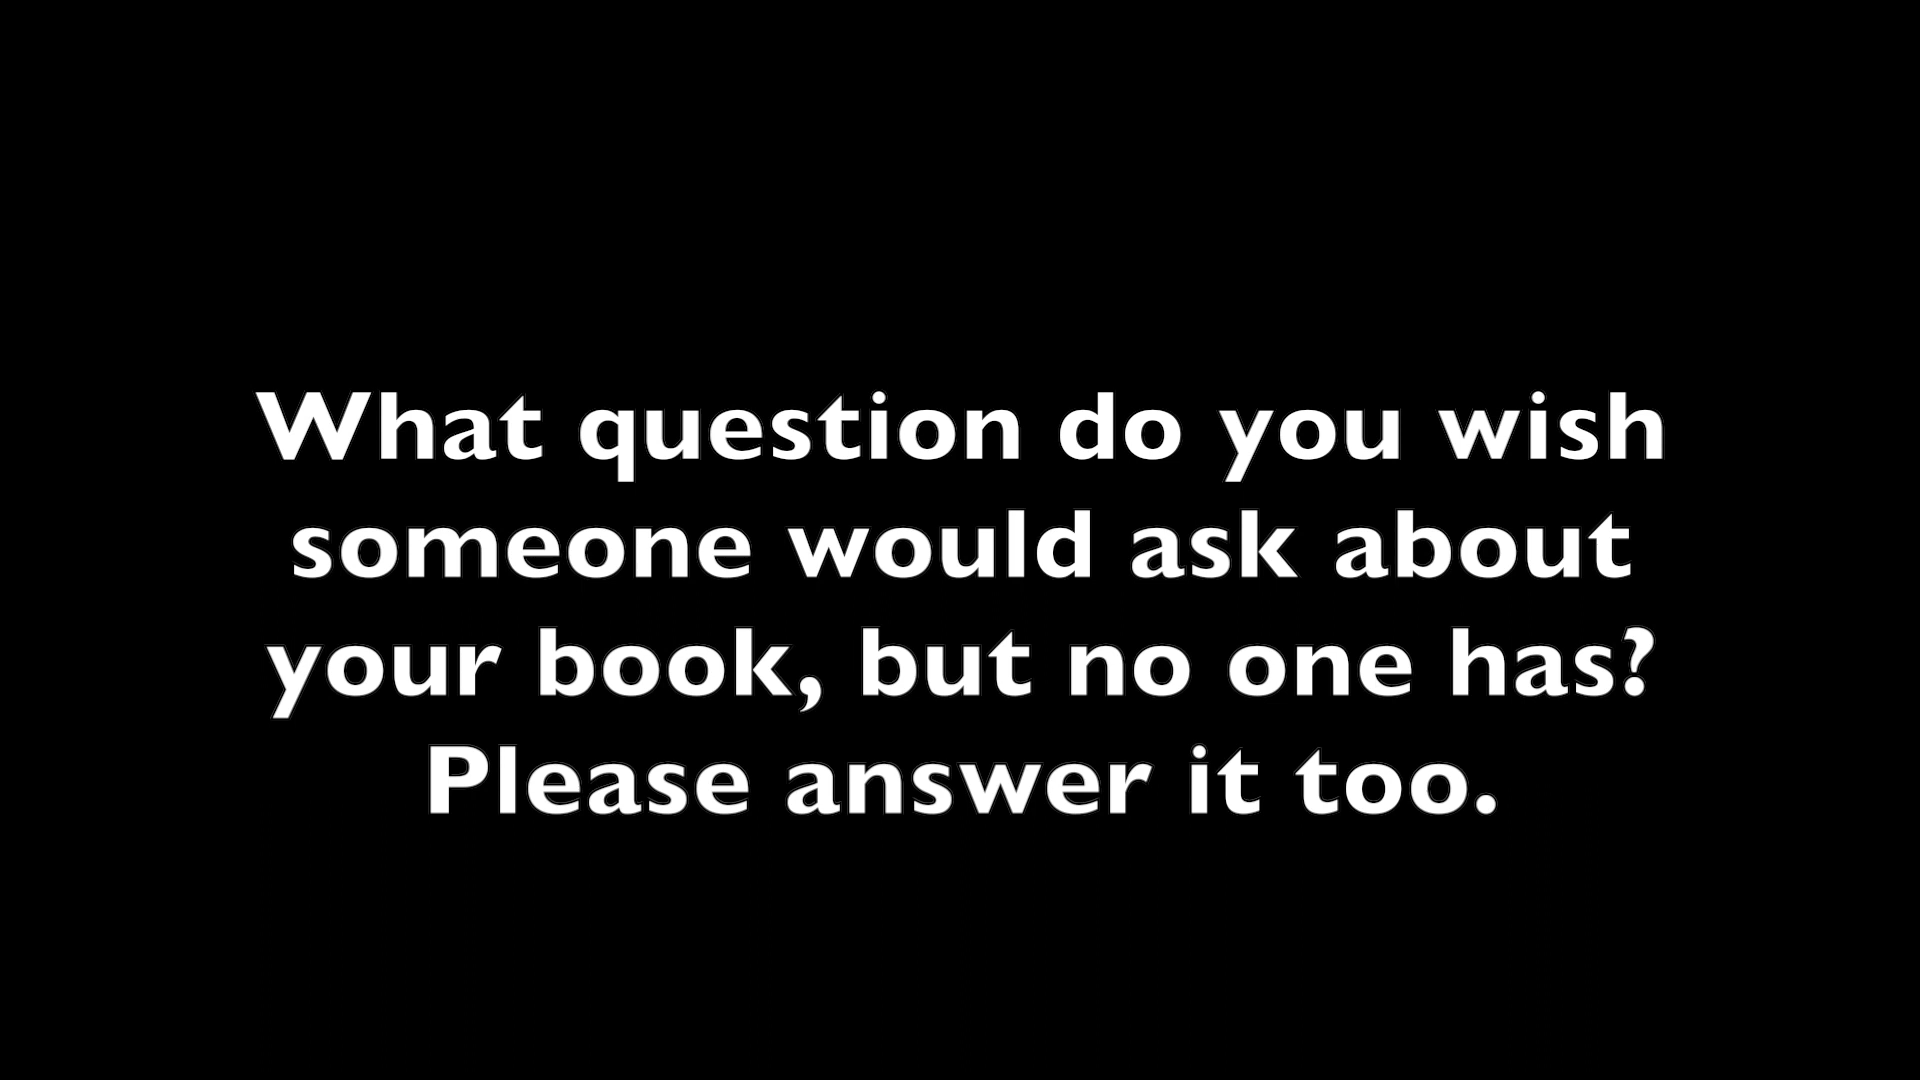 What question do you wish
someone would ask about
your book, but no one has?
Please answer it too.